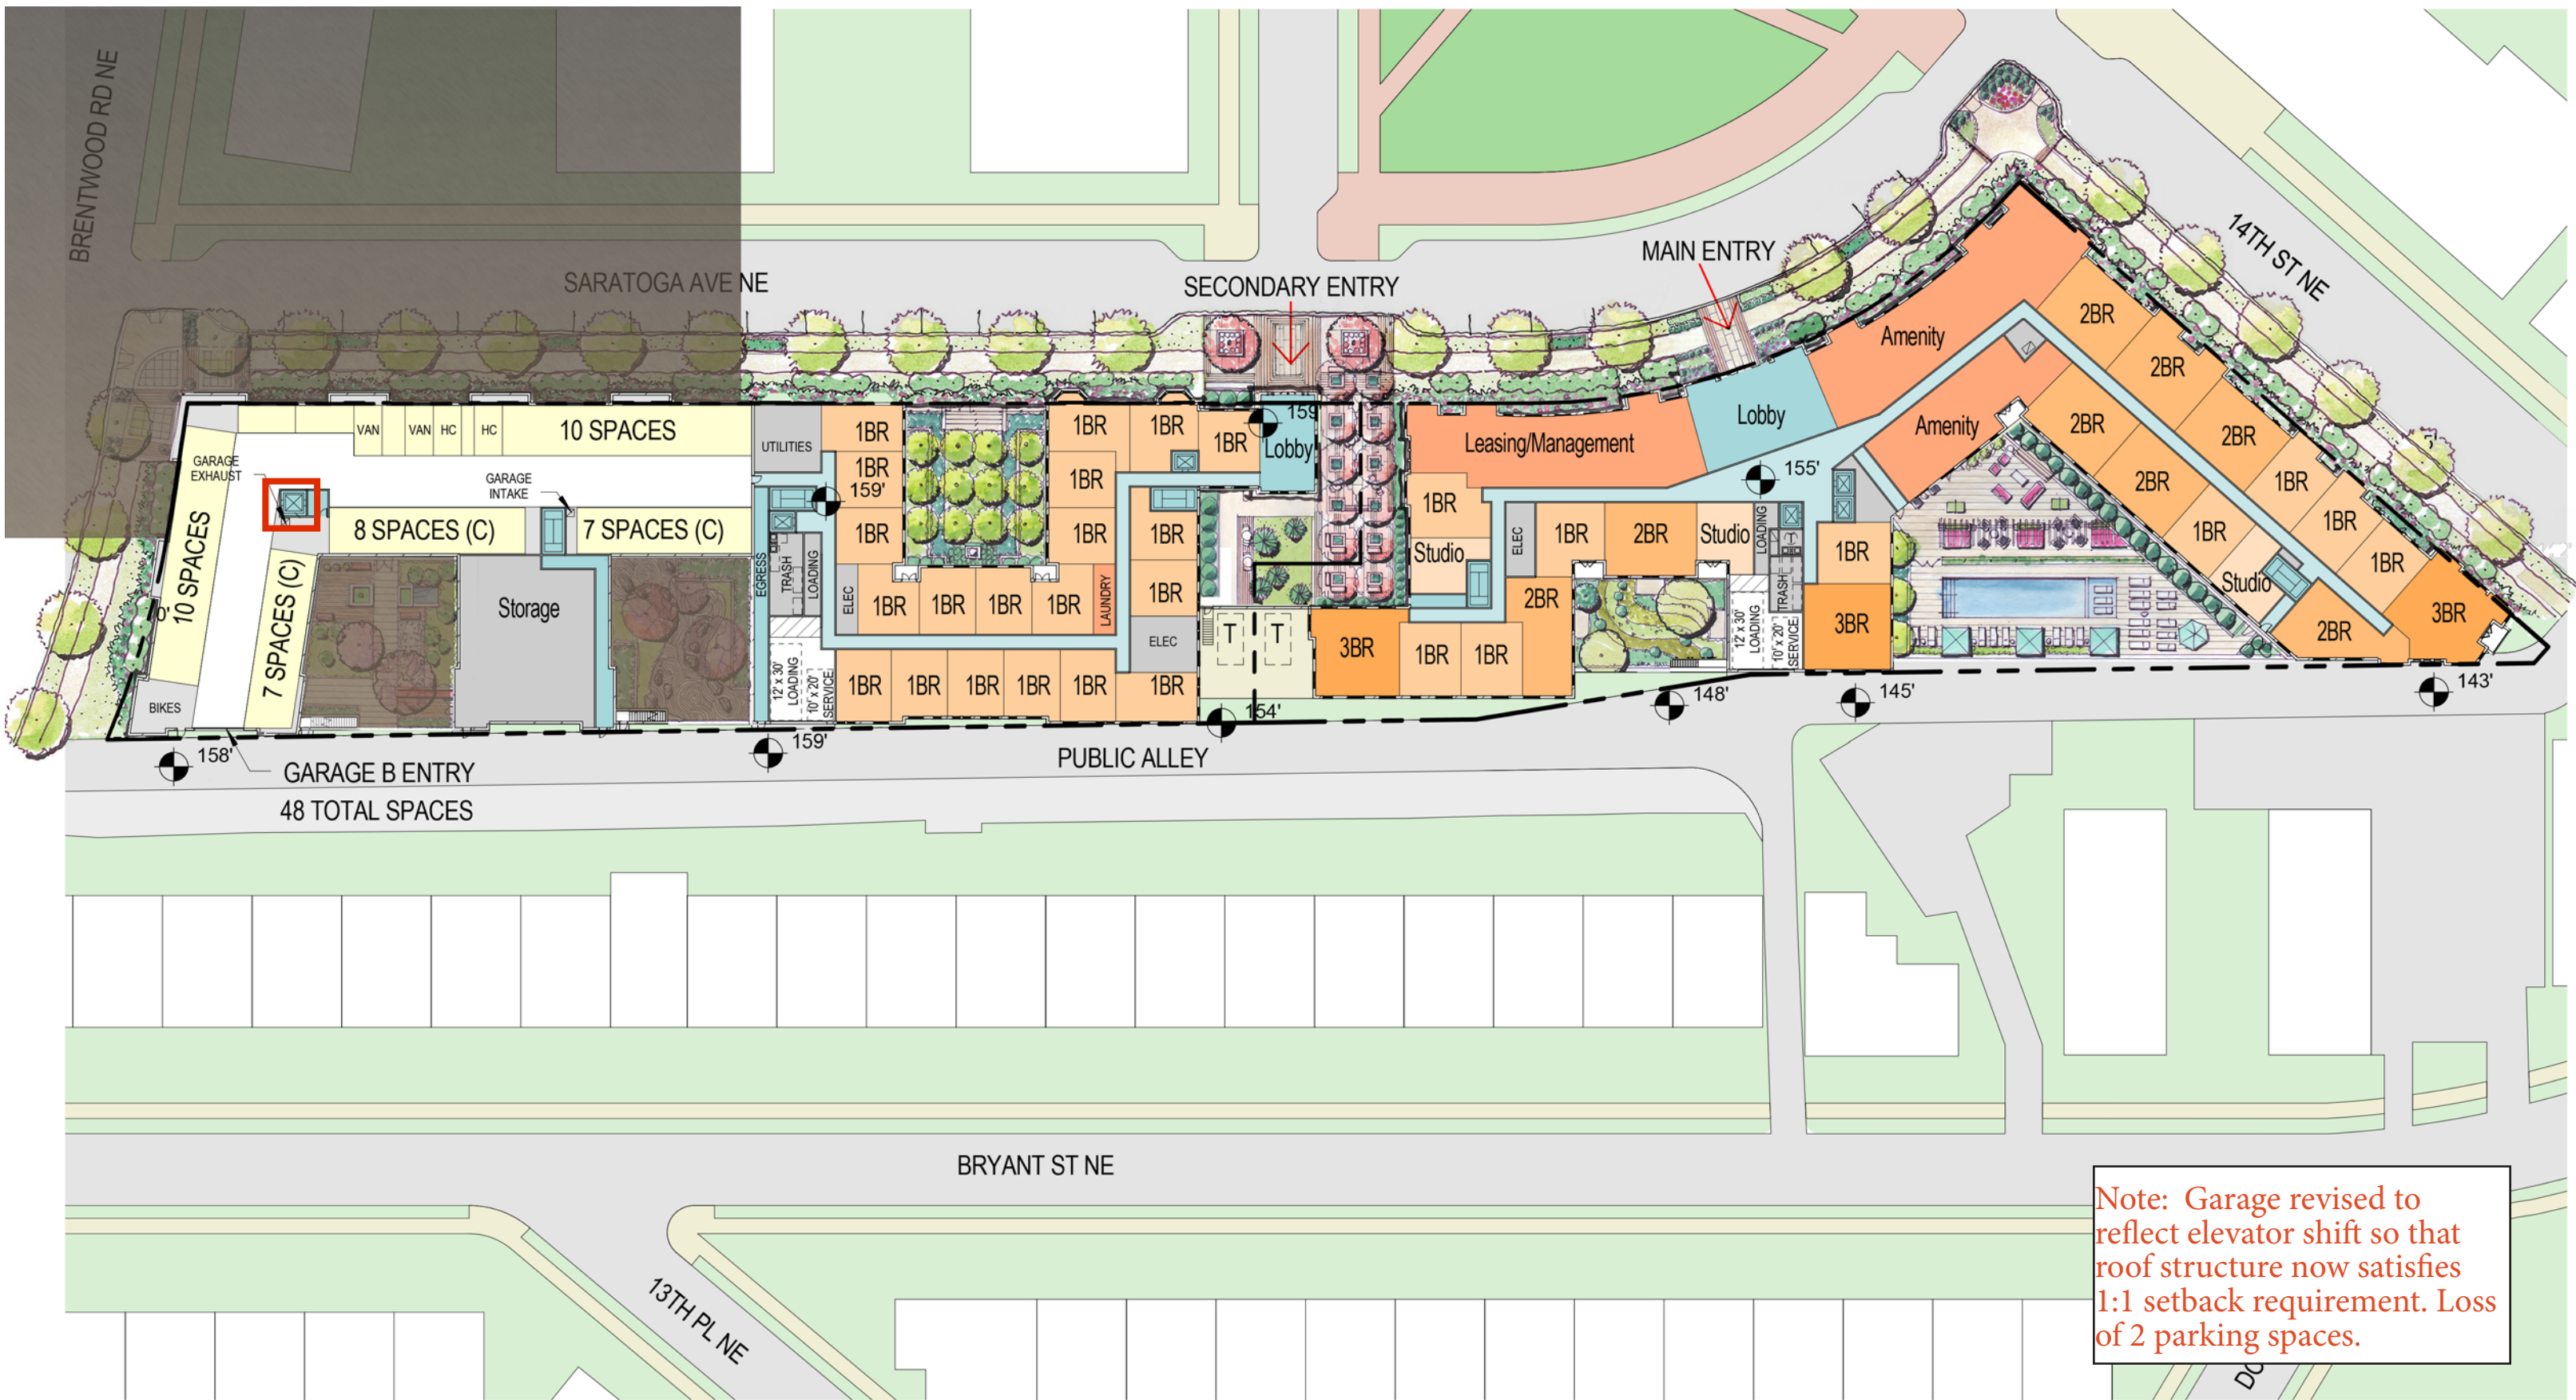 BRENTWOOD RD NE
SARATOGA AVE NE
SECONDARY ENTRY
MAIN ENTRY
14TH ST NE
VAN
VAN
HC
HC
10 SPACES
UTILITIES
GARAGE
EXHAUST
GARAGE
INTAKE
10 SPACES
8 SPACES (C)
7 SPACES (C)
7 SPACES (C)
Storage
BIKES
0'
EGRESS
TRASH
LOADING
12' x 30'
LOADING
10' x 20'
SERVICE
1BR
1BR
159'
1BR
ELEC
1BR
1BR
1BR
1BR
LAUNDRY
1BR
1BR
1BR
159
Lobby
1BR
1BR
1BR
1BR
ELEC
1BR
1BR
1BR
1BR
1BR
1BR
T
T
Leasing/Management
Lobby
Amenity
Amenity
155'
1BR
Studio
ELEC
1BR
2BR
Studio
LOADING
TRASH
12' x 30'
LOADING
10' x 20'
SERVICE
2BR
3BR
1BR
1BR
1BR
3BR
2BR
2BR
2BR
2BR
2BR
1BR
1BR
1BR
1BR
Studio
2BR
3BR
158'
159'
154'
148'
145'
143'
GARAGE B ENTRY
48 TOTAL SPACES
PUBLIC ALLEY
BRYANT ST NE
13TH PL NE
Note: Garage revised to
reflect elevator shift so that
roof structure now satisfies
1:1 setback requirement. Loss
of 2 parking spaces.